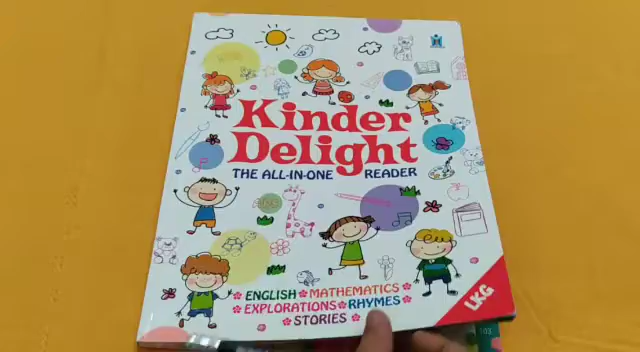 Kinder
Delight
THE ALL-IN-ONE READER
ENGLISH MATHEMATICS
EXPLORATIONS RHYMES
STORIES
LKG